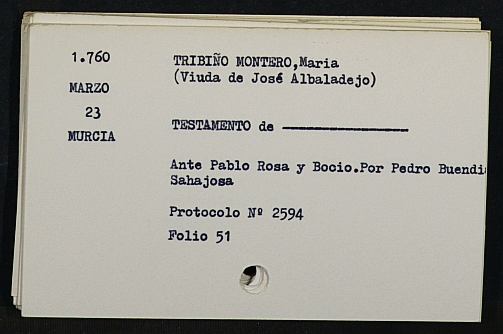 1.760
MARZO
23
MURCIA
TRIBIÑO MONTERO,Maria
(Viuda de José Albaladejo)
TESTAMENTO de ----------------
Ante Pablo Rosa y Bocio.Por Pedro Buendi
Sahajosa
Protocolo Nº 2594
Folio 51